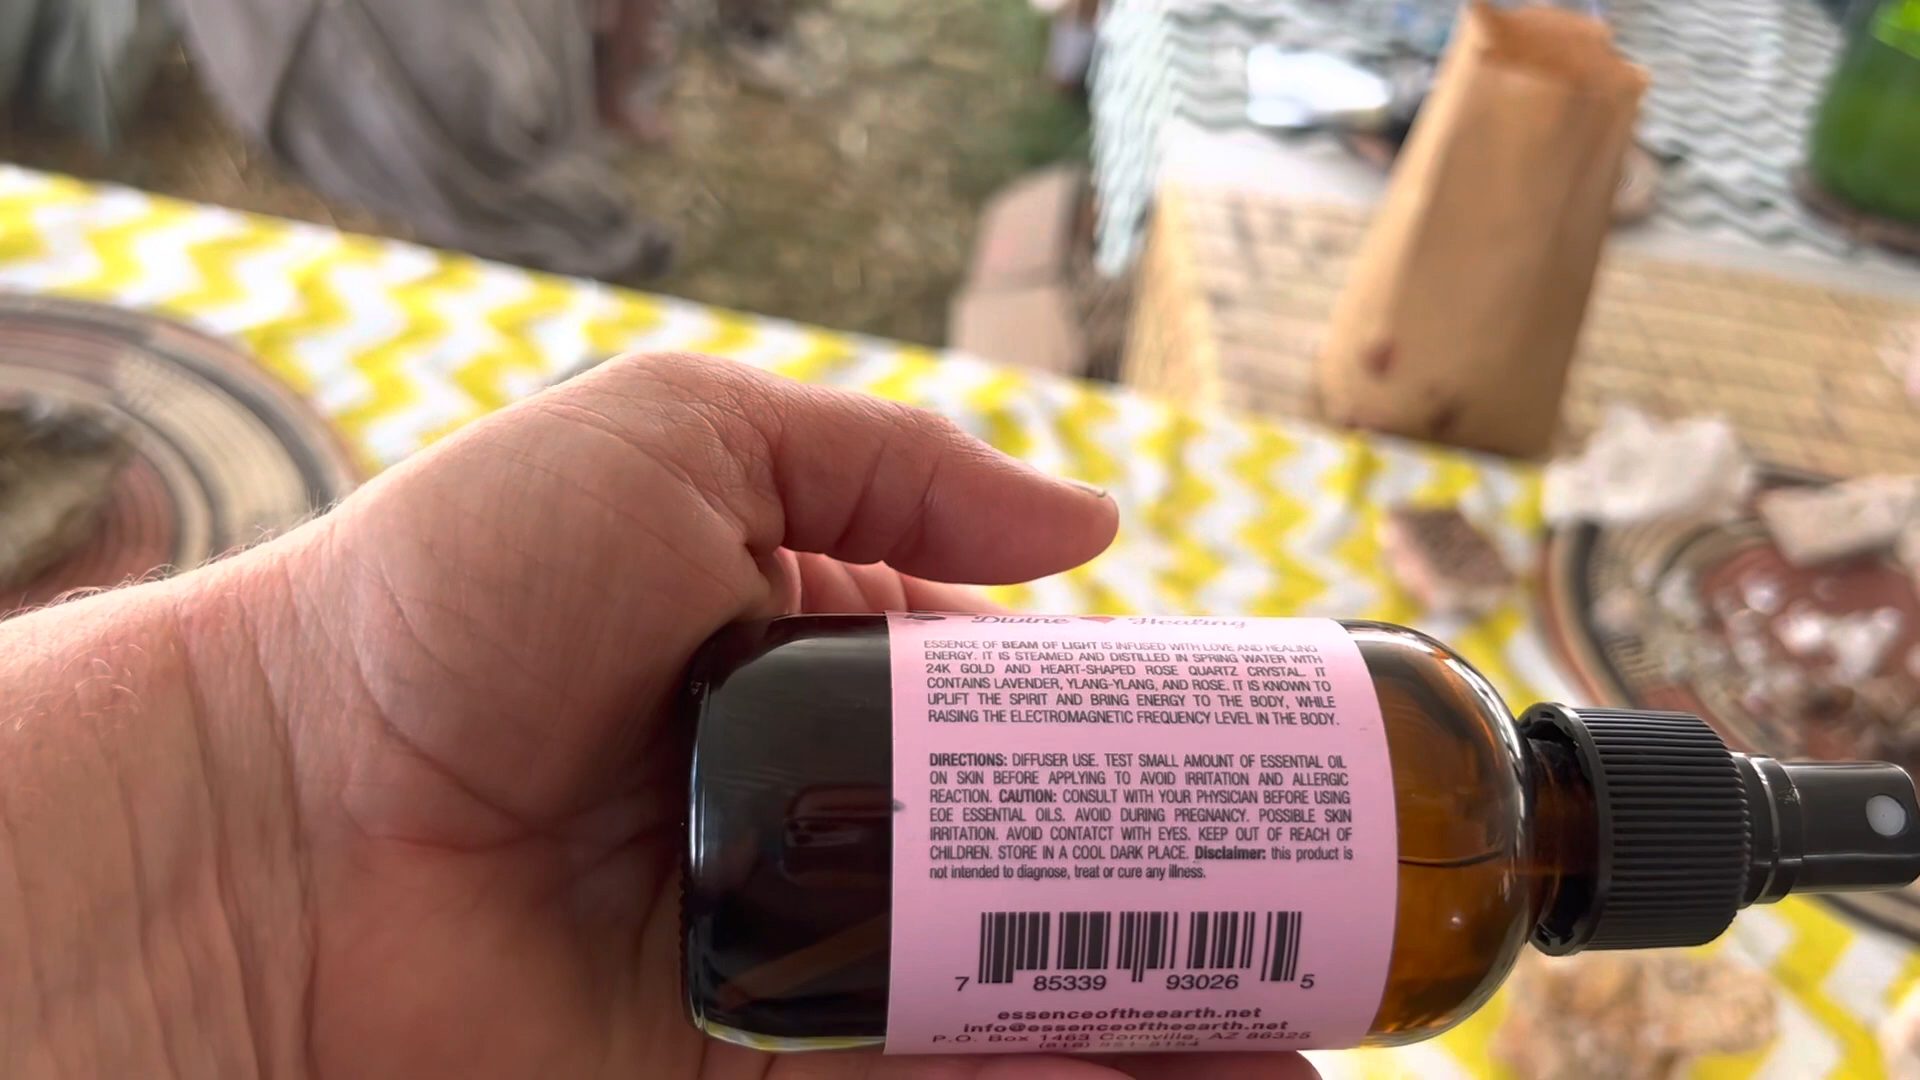 Divine Healing
ESSENCE OF BEAM OF LIGHT IS INFUSED WITH LOVE AND HEALING
ENERGY. IT IS STEAMED AND DISTILLED IN SPRING WATER WITH
24K GOLD AND HEART-SHAPED ROSE QUARTZ CRYSTAL. IT
CONTAINS LAVENDER, YLANG-YLANG, AND ROSE. IT IS KNOWN TO
UPLIFT THE SPIRIT AND BRING ENERGY TO THE BODY, WHILE
RAISING THE ELECTROMAGNETIC FREQUENCY LEVEL IN THE BODY.
DIRECTIONS: DIFFUSER USE. TEST SMALL AMOUNT OF ESSENTIAL OIL
ON SKIN BEFORE APPLYING TO AVOID IRRITATION AND ALLERGIC
REACTION. CAUTION: CONSULT WITH YOUR PHYSICIAN BEFORE USING
EOE ESSENTIAL OILS. AVOID DURING PREGNANCY. POSSIBLE SKIN
IRRITATION. AVOID CONTATCT WITH EYES. KEEP OUT OF REACH OF
CHILDREN. STORE IN A COOL DARK PLACE. Disclaimer: this product is
not intended to diagnose, treat or cure any illness.
7 85339 93026 5
essenceoftheearth.net
info@essenceoftheearth.net
P.O. Box 1463 Cornville, AZ 86325